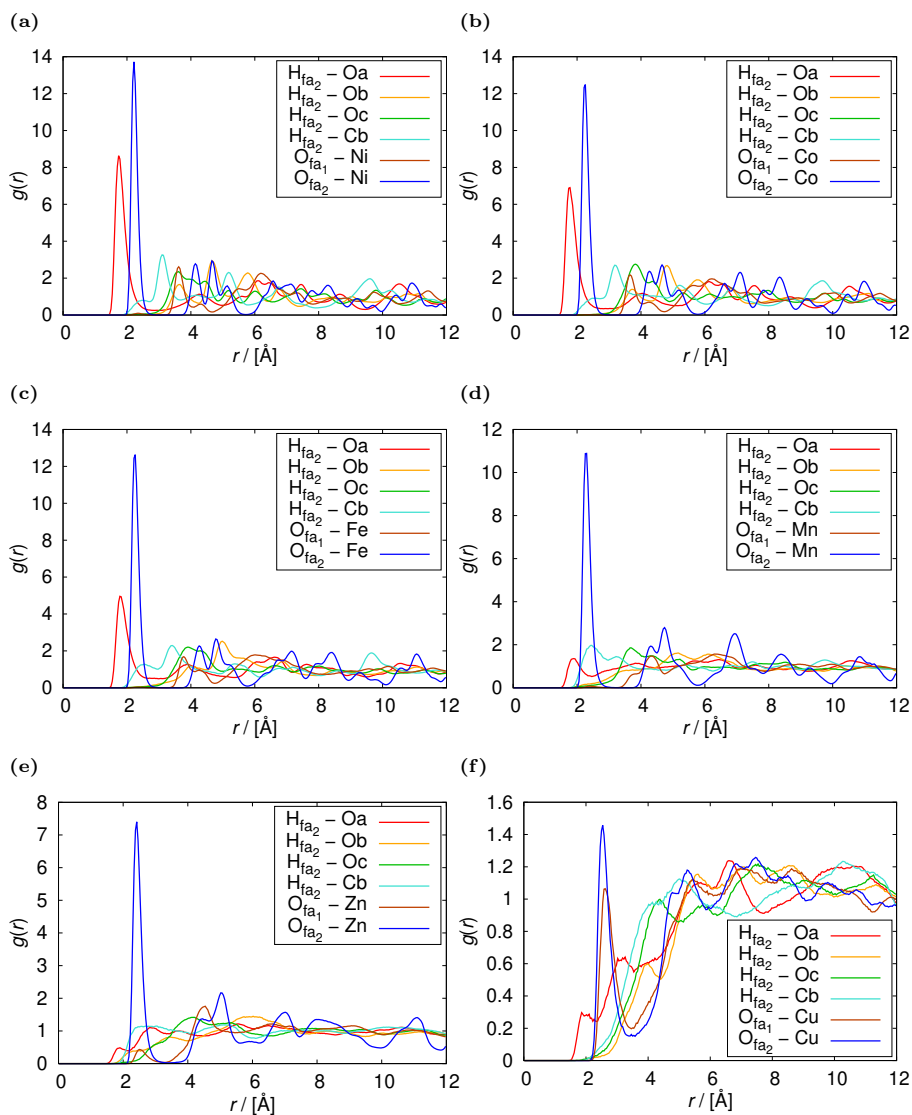 (a)
14
12
10
8
6
4
2
0
g(r)
H_fa2 – Oa
H_fa2 – Ob
H_fa2 – Oc
H_fa2 – Cb
O_fa1 – Ni
O_fa2 – Ni
0 2 4 6 8 10 12
r / [Å]
(b)
14
12
10
8
6
4
2
0
g(r)
H_fa2 – Oa
H_fa2 – Ob
H_fa2 – Oc
H_fa2 – Cb
O_fa1 – Co
O_fa2 – Co
0 2 4 6 8 10 12
r / [Å]
(c)
14
12
10
8
6
4
2
0
g(r)
H_fa2 – Oa
H_fa2 – Ob
H_fa2 – Oc
H_fa2 – Cb
O_fa1 – Fe
O_fa2 – Fe
0 2 4 6 8 10 12
r / [Å]
(d)
12
10
8
6
4
2
0
g(r)
H_fa2 – Oa
H_fa2 – Ob
H_fa2 – Oc
H_fa2 – Cb
O_fa1 – Mn
O_fa2 – Mn
0 2 4 6 8 10 12
r / [Å]
(e)
8
7
6
5
4
3
2
1
0
g(r)
H_fa2 – Oa
H_fa2 – Ob
H_fa2 – Oc
H_fa2 – Cb
O_fa1 – Zn
O_fa2 – Zn
0 2 4 6 8 10 12
r / [Å]
(f)
1.6
1.4
1.2
1
0.8
0.6
0.4
0.2
0
g(r)
H_fa2 – Oa
H_fa2 – Ob
H_fa2 – Oc
H_fa2 – Cb
O_fa1 – Cu
O_fa2 – Cu
0 2 4 6 8 10 12
r / [Å]